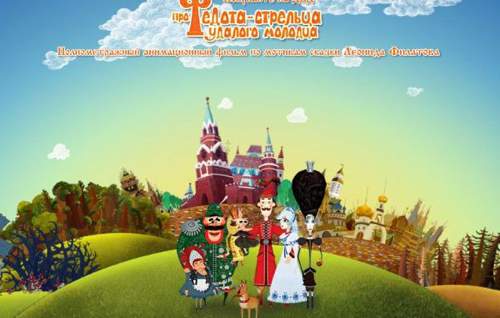 про Федота-стрельца
удалого молодца
Полнометражный анимационный фильм по мотивам сказки Леонида Филатова